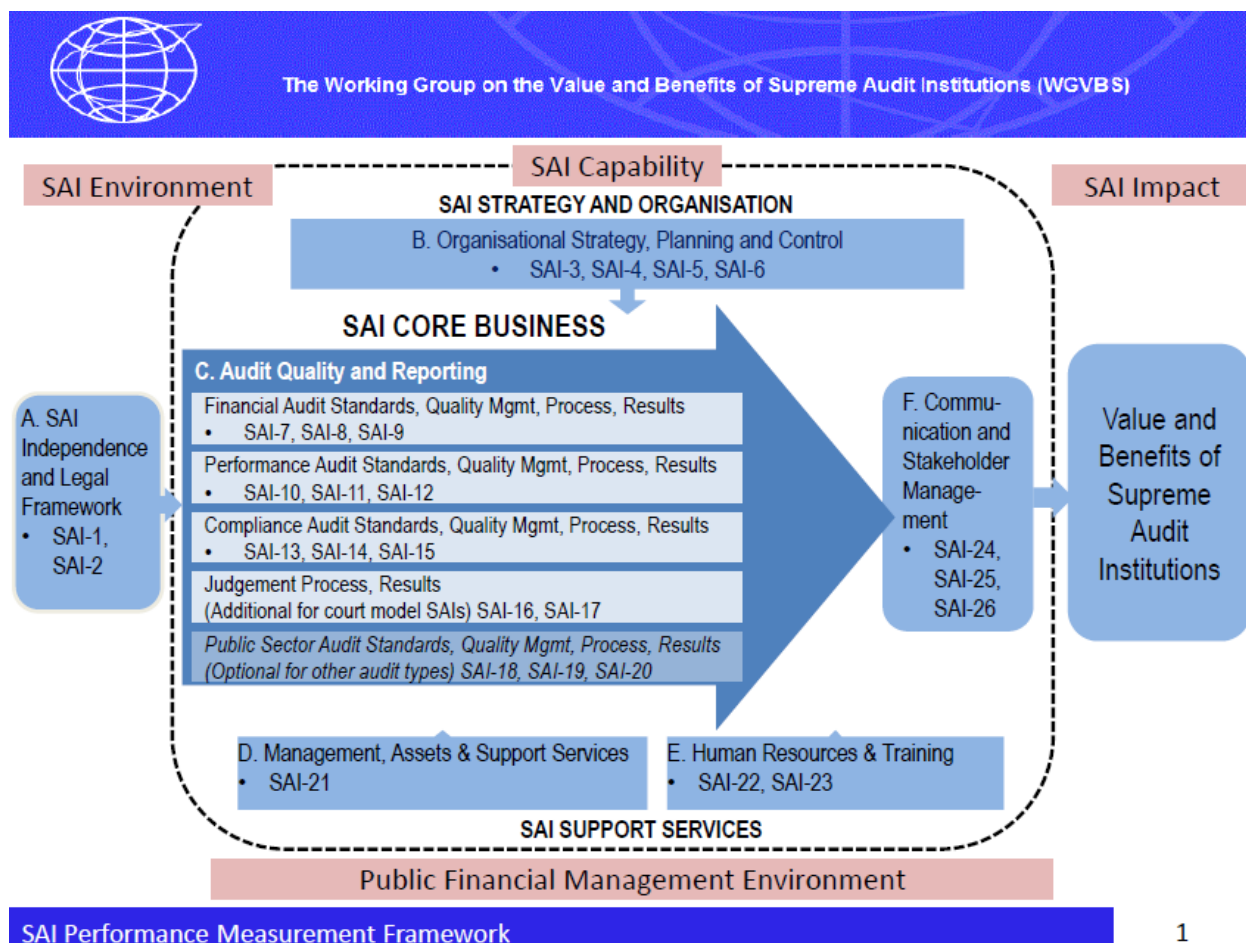 The Working Group on the Value and Benefits of Supreme Audit Institutions (WGVBS)
SAI Environment
SAI Capability
SAI Impact
SAI STRATEGY AND ORGANISATION
B. Organisational Strategy, Planning and Control
• SAI-3, SAI-4, SAI-5, SAI-6
SAI CORE BUSINESS
A. SAI
Independence
and Legal
Framework
• SAI-1,
SAI-2
C. Audit Quality and Reporting
Financial Audit Standards, Quality Mgmt, Process, Results
• SAI-7, SAI-8, SAI-9
Performance Audit Standards, Quality Mgmt, Process, Results
• SAI-10, SAI-11, SAI-12
Compliance Audit Standards, Quality Mgmt, Process, Results
• SAI-13, SAI-14, SAI-15
Judgement Process, Results
(Additional for court model SAIs) SAI-16, SAI-17
Public Sector Audit Standards, Quality Mgmt, Process, Results
(Optional for other audit types) SAI-18, SAI-19, SAI-20
F. Commu-
nication and
Stakeholder
Manage-
ment
• SAI-24,
SAI-25,
SAI-26
Value and
Benefits of
Supreme
Audit
Institutions
D. Management, Assets & Support Services
• SAI-21
E. Human Resources & Training
• SAI-22, SAI-23
SAI SUPPORT SERVICES
Public Financial Management Environment
SAI Performance Measurement Framework
1